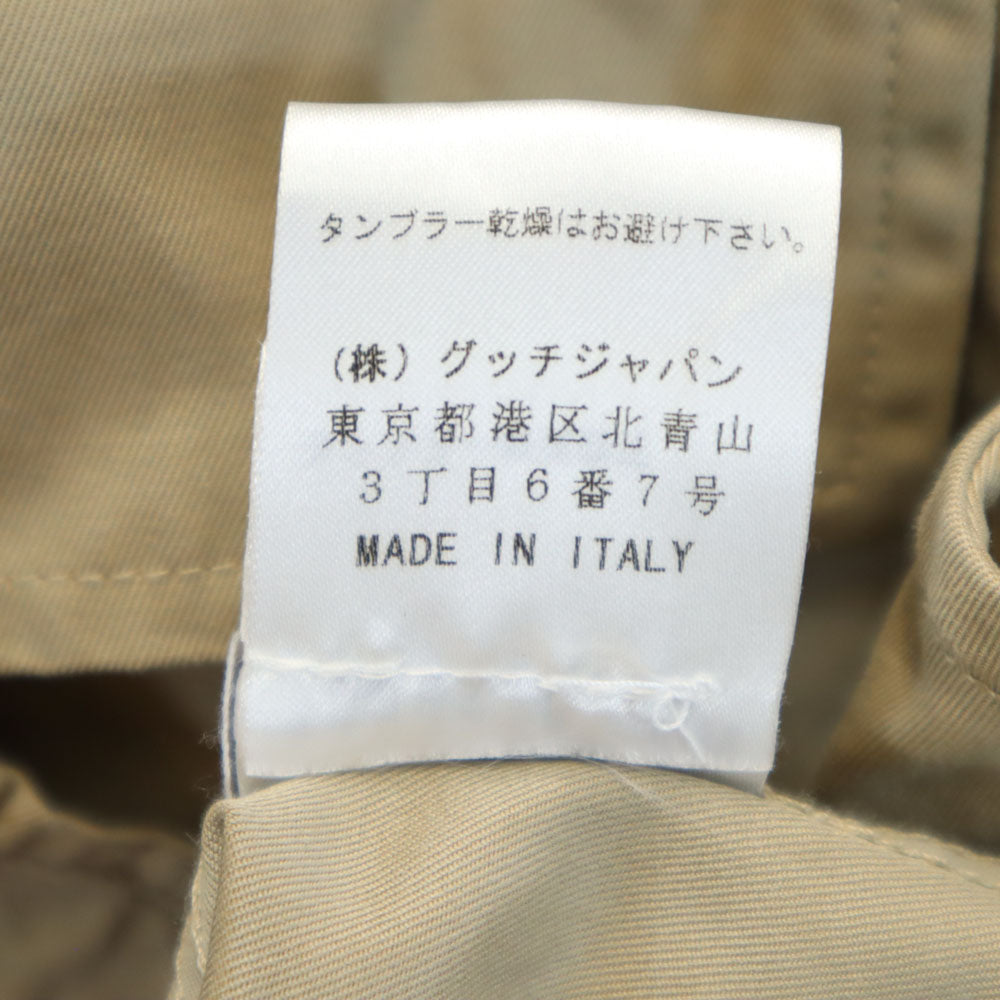 タンブラー乾燥はお避け下さい。
(株)グッチジャパン
東京都港区北青山
3丁目6番7号
MADE IN ITALY